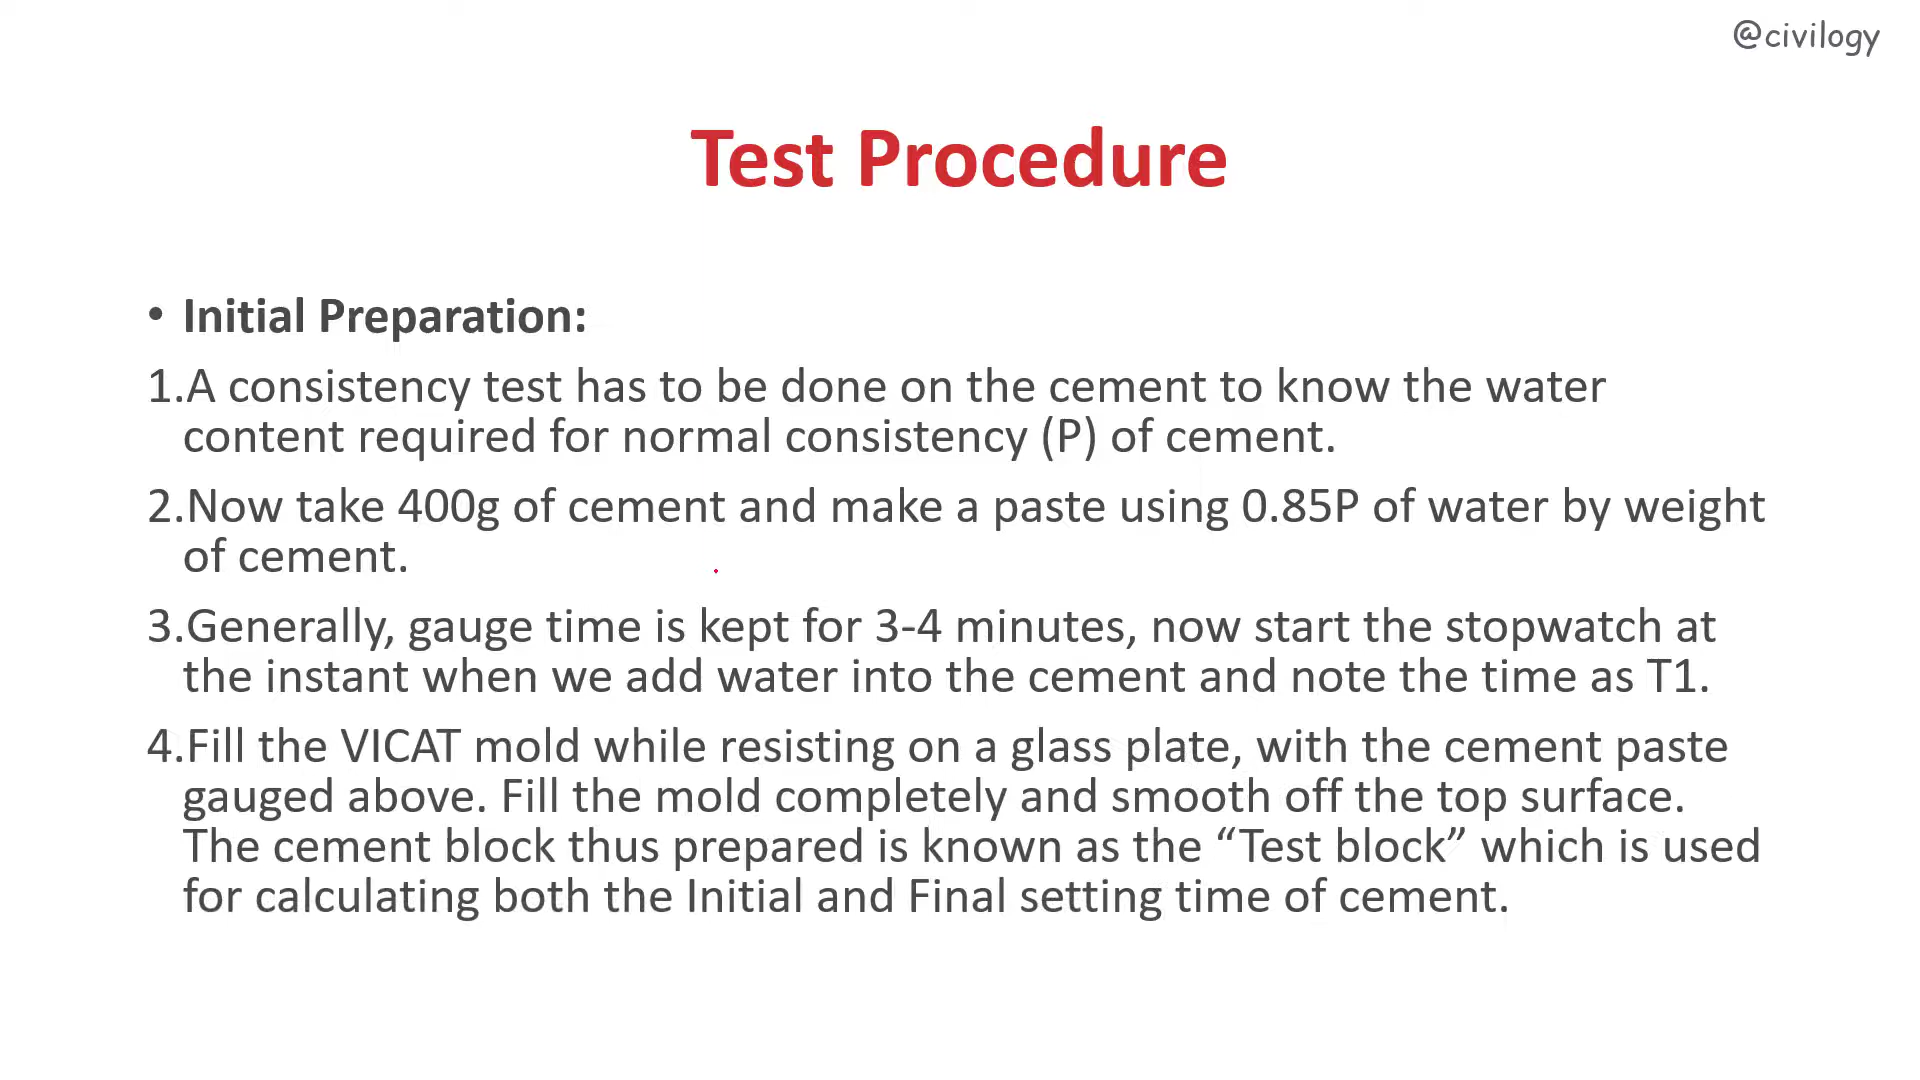 @civilogy
Test Procedure
• Initial Preparation:
1.A consistency test has to be done on the cement to know the water
content required for normal consistency (P) of cement.
2.Now take 400g of cement and make a paste using 0.85P of water by weight
of cement.
3.Generally, gauge time is kept for 3-4 minutes, now start the stopwatch at
the instant when we add water into the cement and note the time as T1.
4.Fill the VICAT mold while resisting on a glass plate, with the cement paste
gauged above. Fill the mold completely and smooth off the top surface.
The cement block thus prepared is known as the “Test block” which is used
for calculating both the Initial and Final setting time of cement.